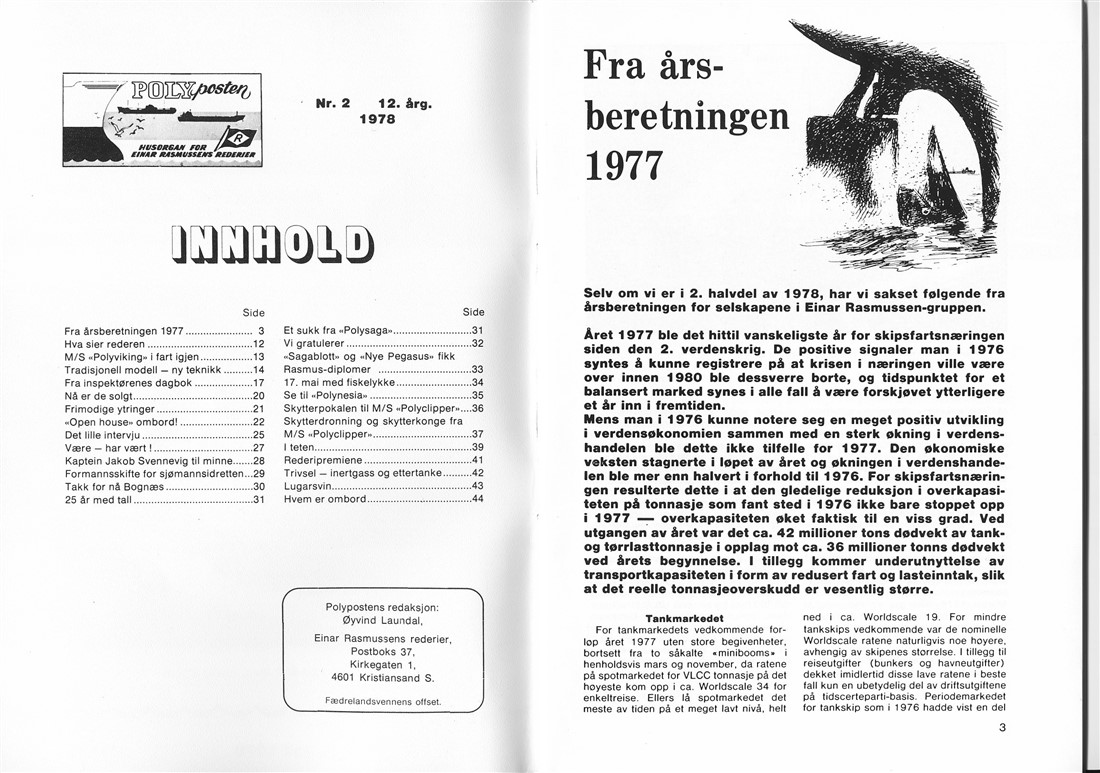 POLYposten
HUSORGAN FOR
EINAR RASMUSSENS REDERIER
R
Nr. 2 12. årg.
1978
INNHOLD
Side
Fra årsberetningen 1977 ........................ 3
Hva sier rederen ....................................12
M/S «Polyviking» i fart igjen..................13
Tradisjonell modell – ny teknikk ..........14
Fra inspektørenes dagbok ....................17
Nå er de solgt..........................................20
Frimodige ytringer ..................................21
«Open house» ombord! .........................22
Det lille intervju .......................................25
Være – har vært ! ....................................27
Kaptein Jakob Svennevig til minne.......28
Formannsskifte for sjømannsidretten...29
Takk for nå Bognæs ...............................30
25 år med tall ..........................................31
Side
Et sukk fra «Polysaga»...........................31
Vi gratulerer ............................................32
«Sagablott» og «Nye Pegasus» fikk
Rasmus-diplomer ..................................33
17. mai med fiskelykke...........................34
Se til «Polynesia» ...................................35
Skytterpokalen til M/S «Polyclipper»....36
Skytterdronning og skytterkonge fra
M/S «Polyclipper»...................................37
I teten.......................................................39
Rederipremiene ......................................41
Trivsel – inertgass og ettertanke...........42
Lugarsvin.................................................43
Hvem er ombord.....................................44
Polypostens redaksjon:
Øyvind Laundal,
Einar Rasmussens rederier,
Postboks 37,
Kirkegaten 1,
4601 Kristiansand S.
Fædrelandsvennens offset.
Fra års-
beretningen
1977
Selv om vi er i 2. halvdel av 1978, har vi sakset følgende fra
årsberetningen for selskapene i Einar Rasmussen-gruppen.
Året 1977 ble det hittil vanskeligste år for skipsfartsnæringen
siden den 2. verdenskrig. De positive signaler man i 1976
syntes å kunne registrere på at krisen i næringen ville være
over innen 1980 ble dessverre borte, og tidspunktet for et
balansert marked synes i alle fall å være forskjøvet ytterligere
et år inn i fremtiden.
Mens man i 1976 kunne notere seg en meget positiv utvikling
i verdensøkonomien sammen med en sterk økning i verdens-
handelen ble dette ikke tilfelle for 1977. Den økonomiske
veksten stagnerte i løpet av året og økningen i verdenshande-
len ble mer enn halvert i forhold til 1976. For skipsfartsnærin-
gen resulterte dette i at den gledelige reduksjon i overkapasi-
teten på tonnasje som fant sted i 1976 ikke bare stoppet opp
i 1977 — overkapasiteten øket faktisk til en viss grad. Ved
utgangen av året var det ca. 42 millioner tons dødvekt av tank-
og tørrlasttonnasje i opplag mot ca. 36 millioner tonns dødvekt
ved årets begynnelse. I tillegg kommer underutnyttelse av
transportkapasiteten i form av redusert fart og lasteinntak, slik
at det reelle tonnasjeoverskudd er vesentlig større.
Tankmarkedet
For tankmarkedets vedkommende for-
løp året 1977 uten store begivenheter,
bortsett fra to såkalte «minibooms» i
henholdsvis mars og november, da ratene
på spotmarkedet for VLCC tonnasje på det
høyeste kom opp i ca. Worldscale 34 for
enkeltreise. Ellers lå spotmarkedet det
meste av tiden på et meget lavt nivå, helt
ned i ca. Worldscale 19. For mindre
tankskips vedkommende var de nominelle
Worldscale ratene naturligvis noe høyere,
avhengig av skipenes størrelse. I tillegg til
reiseutgifter (bunkers og havneutgifter)
dekket imidlertid disse lave ratene i beste
fall kun en ubetydelig del av driftsutgiftene
på tidscerteparti-basis. Periodemarkedet
for tankskip som i 1976 hadde vist en del
3